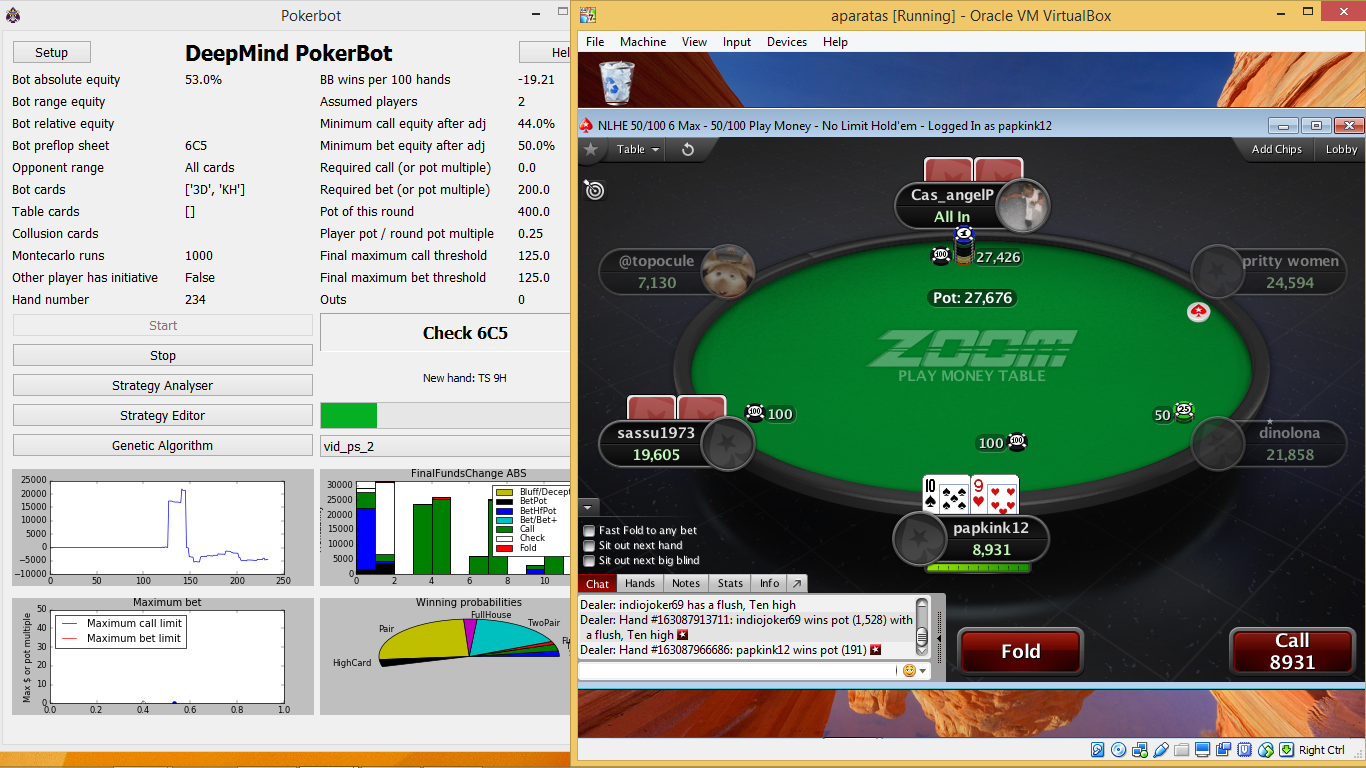 Pokerbot
Setup
DeepMind PokerBot
Hel
Bot absolute equity 53.0% BB wins per 100 hands -19.21
Bot range equity Assumed players 2
Bot relative equity Minimum call equity after adj 44.0%
Bot preflop sheet 6C5 Minimum bet equity after adj 50.0%
Opponent range All cards Required call (or pot multiple) 0.0
Bot cards ['3D', 'KH'] Required bet (or pot multiple) 200.0
Table cards [] Pot of this round 400.0
Collusion cards Player pot / round pot multiple 0.25
Montecarlo runs 1000 Final maximum call threshold 125.0
Other player has initiative False Final maximum bet threshold 125.0
Hand number 234 Outs 0
Start
Stop
Strategy Analyser
Strategy Editor
Genetic Algorithm
Check 6C5
New hand: TS 9H
vid_ps_2
25000
20000
15000
10000
5000
0
−5000
−10000
0 50 100 150 200 250
FinalFundsChange ABS
30000
25000
20000
15000
10000
5000
0
0 2 4 6 8 10
Bluff/Decept
BetPot
BetHfPot
Bet/Bet+
Call
Check
Fold
Maximum bet
Max $ or pot multiple
50
40
30
20
10
0
0.0 0.2 0.4 0.6 0.8 1.0
Maximum call limit
Maximum bet limit
Winning probabilities
FullHouse
Pair
TwoPair
HighCard
aparatas [Running] - Oracle VM VirtualBox
File Machine View Input Devices Help
NLHE 50/100 6 Max - 50/100 Play Money - No Limit Hold'em - Logged In as papkink12
Table
Add Chips Lobby
Cas_angelP
All In
1
100
27,426
@topocule
7,130
pritty women
24,594
Pot: 27,676
ZOOM
PLAY MONEY TABLE
100 100
sassu1973
19,605
50 25
dinolona
21,858
100 100
10 9
papkink12
8,931
Fast Fold to any bet
Sit out next hand
Sit out next big blind
Chat Hands Notes Stats Info
Dealer: indiojoker69 has a flush, Ten high
Dealer: Hand #163087913711: indiojoker69 wins pot (1,528) with
a flush, Ten high
Dealer: Hand #163087966686: papkink12 wins pot (191)
Fold
Call
8931
Right Ctrl